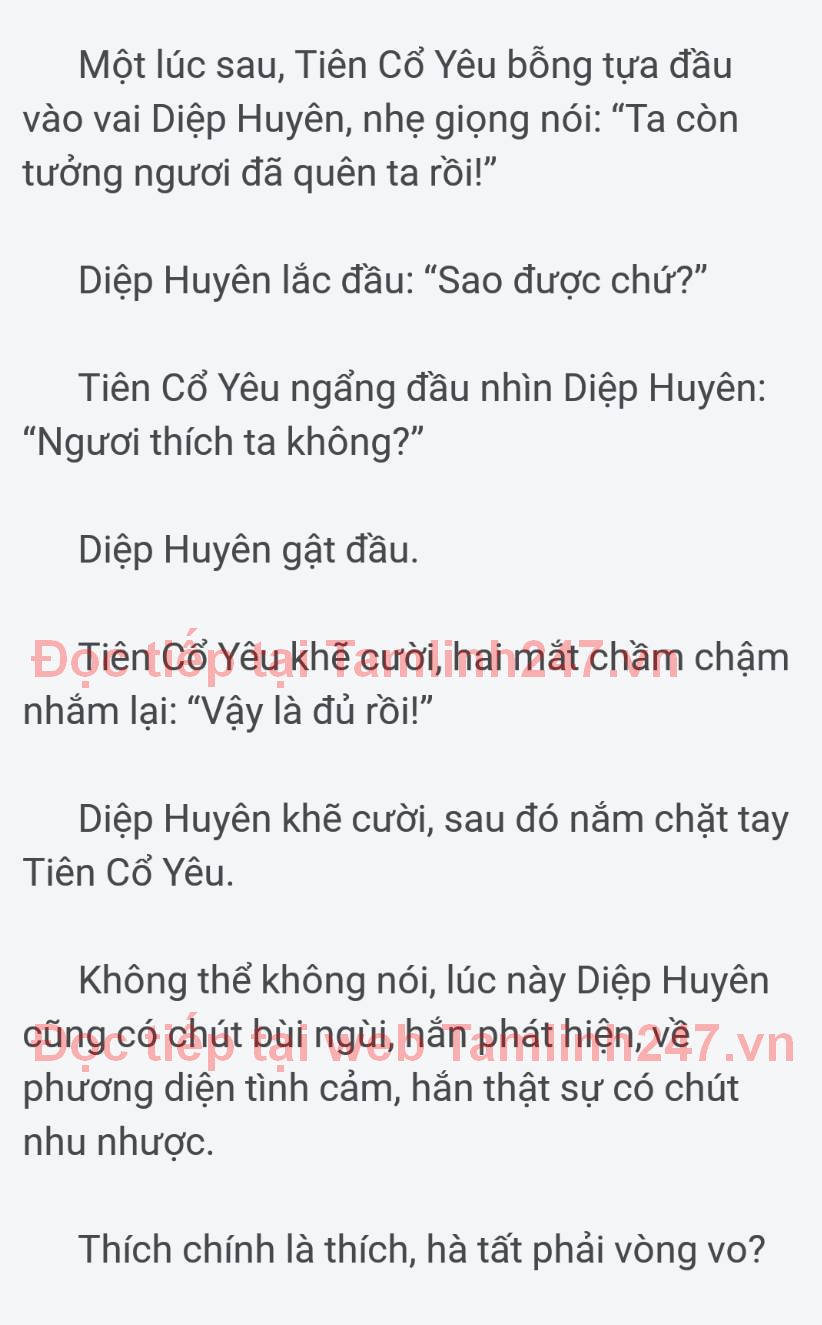 Một lúc sau, Tiên Cổ Yêu bỗng tựa đầu
vào vai Diệp Huyên, nhẹ giọng nói: “Ta còn
tưởng ngươi đã quên ta rồi!”
Diệp Huyên lắc đầu: “Sao được chứ?”
Tiên Cổ Yêu ngẩng đầu nhìn Diệp Huyên:
“Ngươi thích ta không?”
Diệp Huyên gật đầu.
Tiên Cổ Yêu khẽ cười, hai mắt chầm chậm
Đọc tiếp tại Tamlinh247.vn
nhắm lại: “Vậy là đủ rồi!”
Diệp Huyên khẽ cười, sau đó nắm chặt tay
Tiên Cổ Yêu.
Không thể không nói, lúc này Diệp Huyên
cũng có chút bùi ngùi, hắn phát hiện, về
Đọc tiếp tại web Tamlinh247.vn
phương diện tình cảm, hắn thật sự có chút
nhu nhược.
Thích chính là thích, hà tất phải vòng vo?